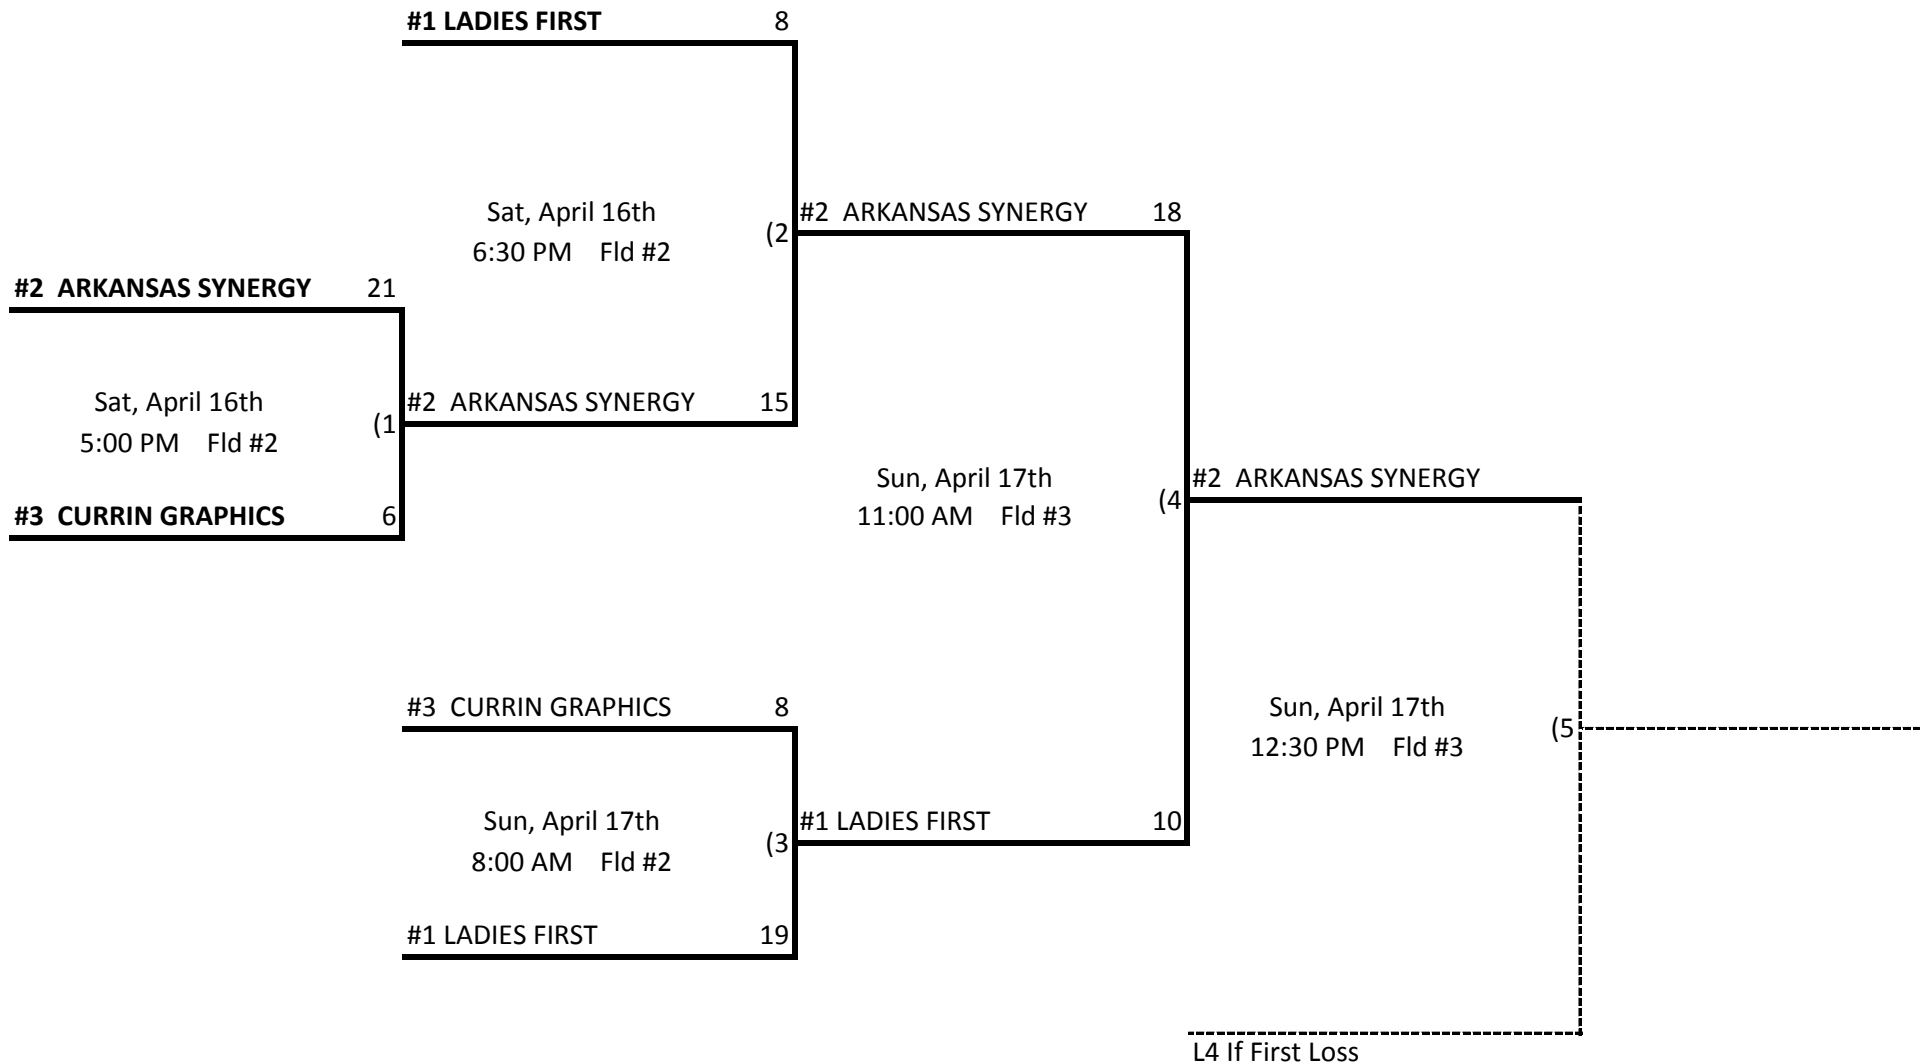 #1 LADIES FIRST 8
Sat, April 16th
6:30 PM Fld #2
(2
#2 ARKANSAS SYNERGY 18
#2 ARKANSAS SYNERGY 21
Sat, April 16th
5:00 PM Fld #2
(1
#2 ARKANSAS SYNERGY 15
#3 CURRIN GRAPHICS 6
Sun, April 17th
11:00 AM Fld #3
(4
#2 ARKANSAS SYNERGY
#3 CURRIN GRAPHICS 8
Sun, April 17th
12:30 PM Fld #3
(5
Sun, April 17th
8:00 AM Fld #2
(3
#1 LADIES FIRST 10
#1 LADIES FIRST 19
L4 If First Loss